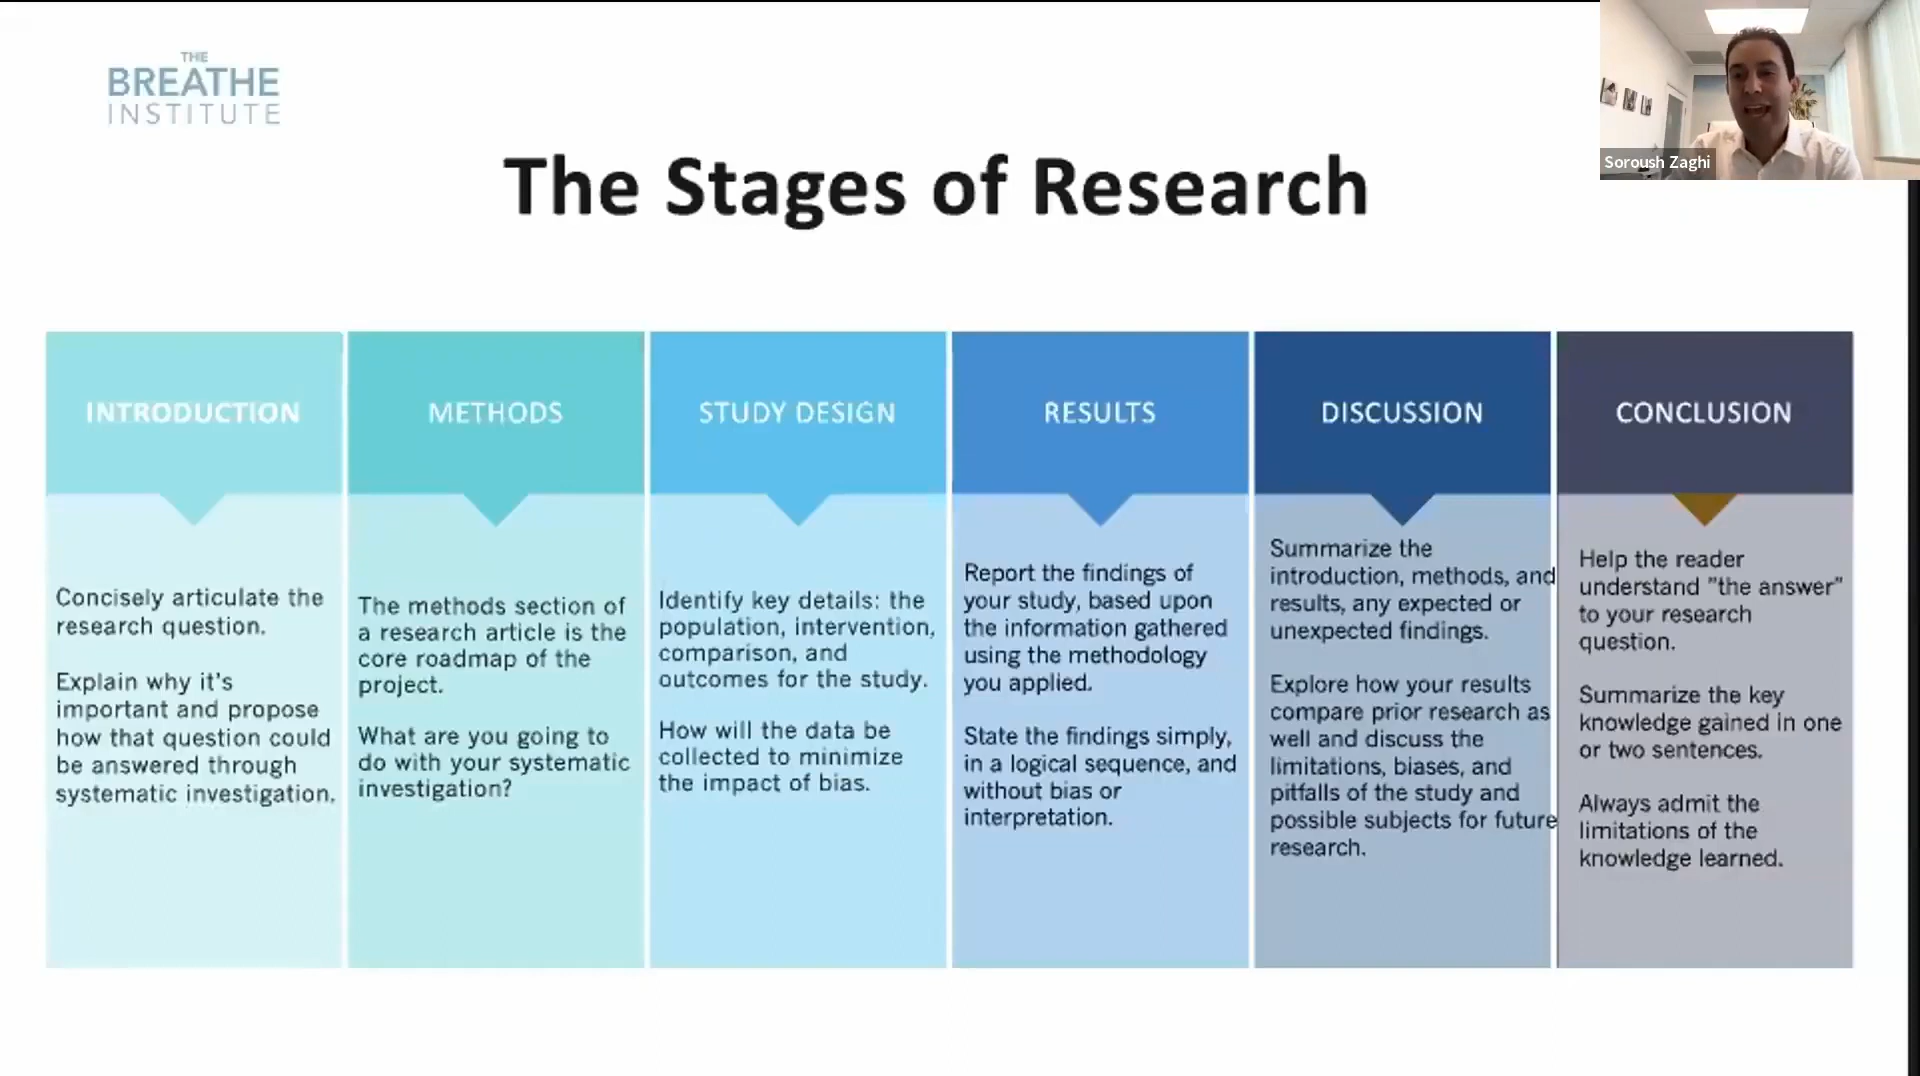 THE
BREATHE
INSTITUTE
Soroush Zaghi
The Stages of Research
INTRODUCTION
Concisely articulate the
research question.
Explain why it's
important and propose
how that question could
be answered through
systematic investigation.
METHODS
The methods section of
a research article is the
core roadmap of the
project.
What are you going to
do with your systematic
investigation?
STUDY DESIGN
Identify key details: the
population, intervention,
comparison, and
outcomes for the study.
How will the data be
collected to minimize
the impact of bias.
RESULTS
Report the findings of
your study, based upon
the information gathered
using the methodology
you applied.
State the findings simply,
in a logical sequence, and
without bias or
interpretation.
DISCUSSION
Summarize the
introduction, methods, and
results, any expected or
unexpected findings.
Explore how your results
compare prior research as
well and discuss the
limitations, biases, and
pitfalls of the study and
possible subjects for future
research.
CONCLUSION
Help the reader
understand "the answer"
to your research
question.
Summarize the key
knowledge gained in one
or two sentences.
Always admit the
limitations of the
knowledge learned.